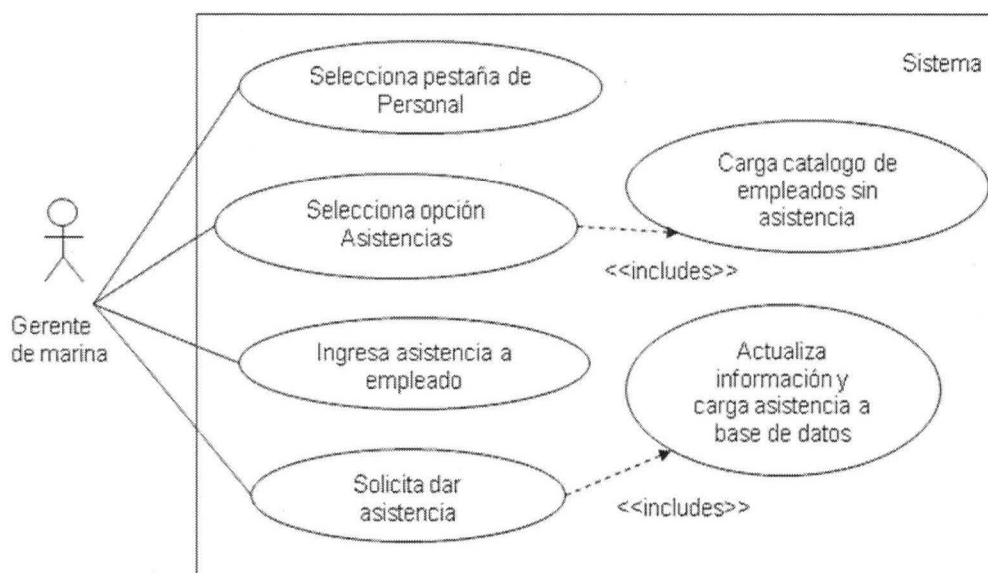 Sistema
Selecciona pestaña de
Personal
Carga catalogo de
empleados sin
asistencia
Selecciona opción
Asistencias
<<includes>>
Gerente
de marina
Ingresa asistencia a
empleado
Actualiza
información y
carga asistencia a
base de datos
Solicita dar
asistencia
<<includes>>